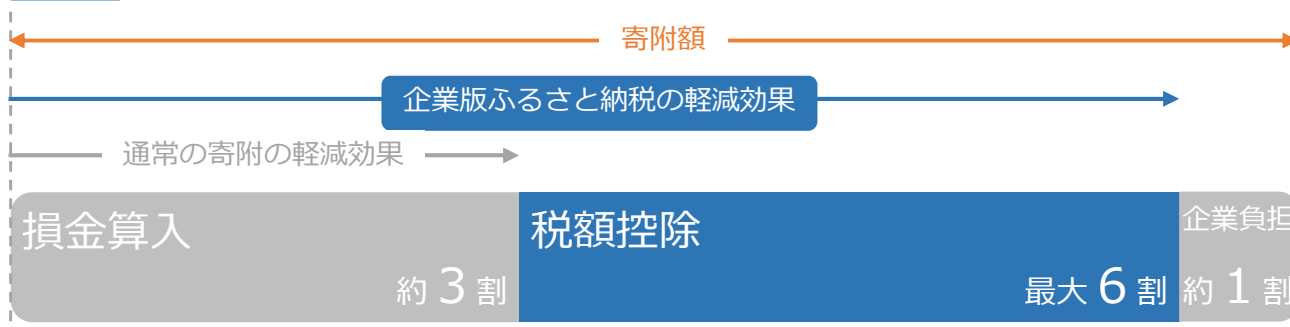 寄附額
企業版ふるさと納税の軽減効果
通常の寄附の軽減効果
損金算入
約3割
税額控除
最大6割
企業負担
約1割